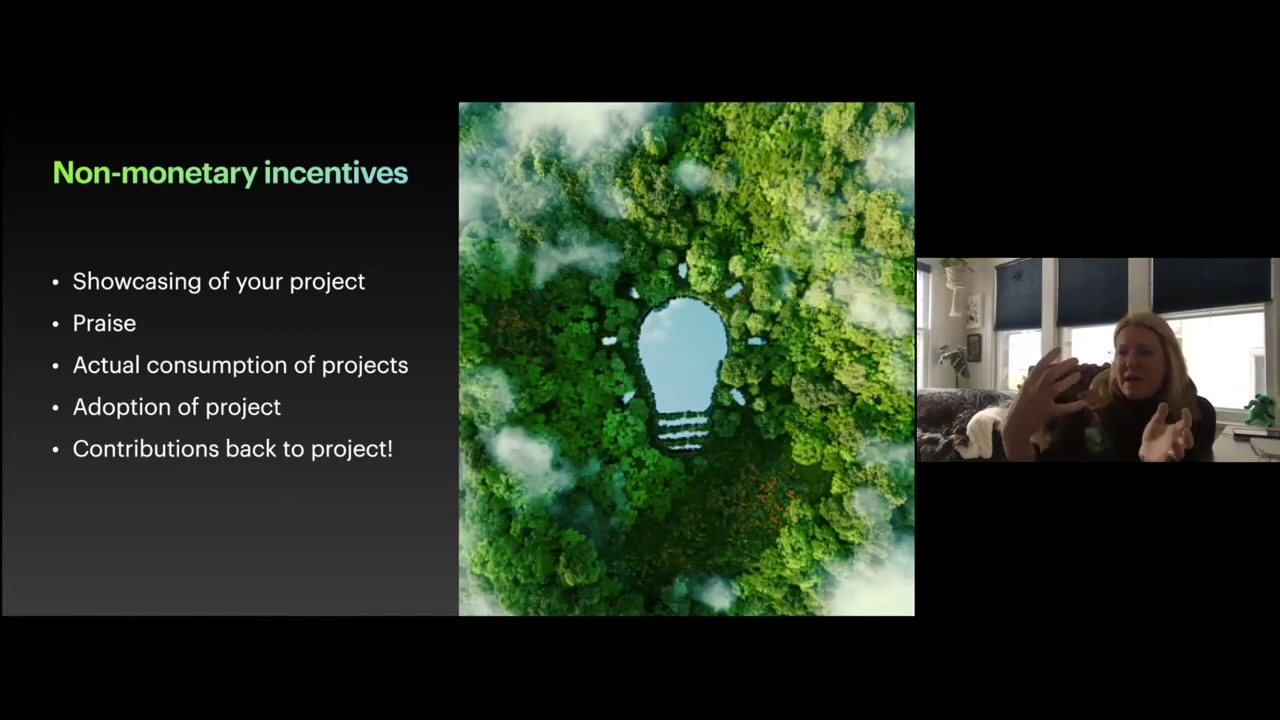 Non-monetary incentives
• Showcasing of your project
• Praise
• Actual consumption of projects
• Adoption of project
• Contributions back to project!